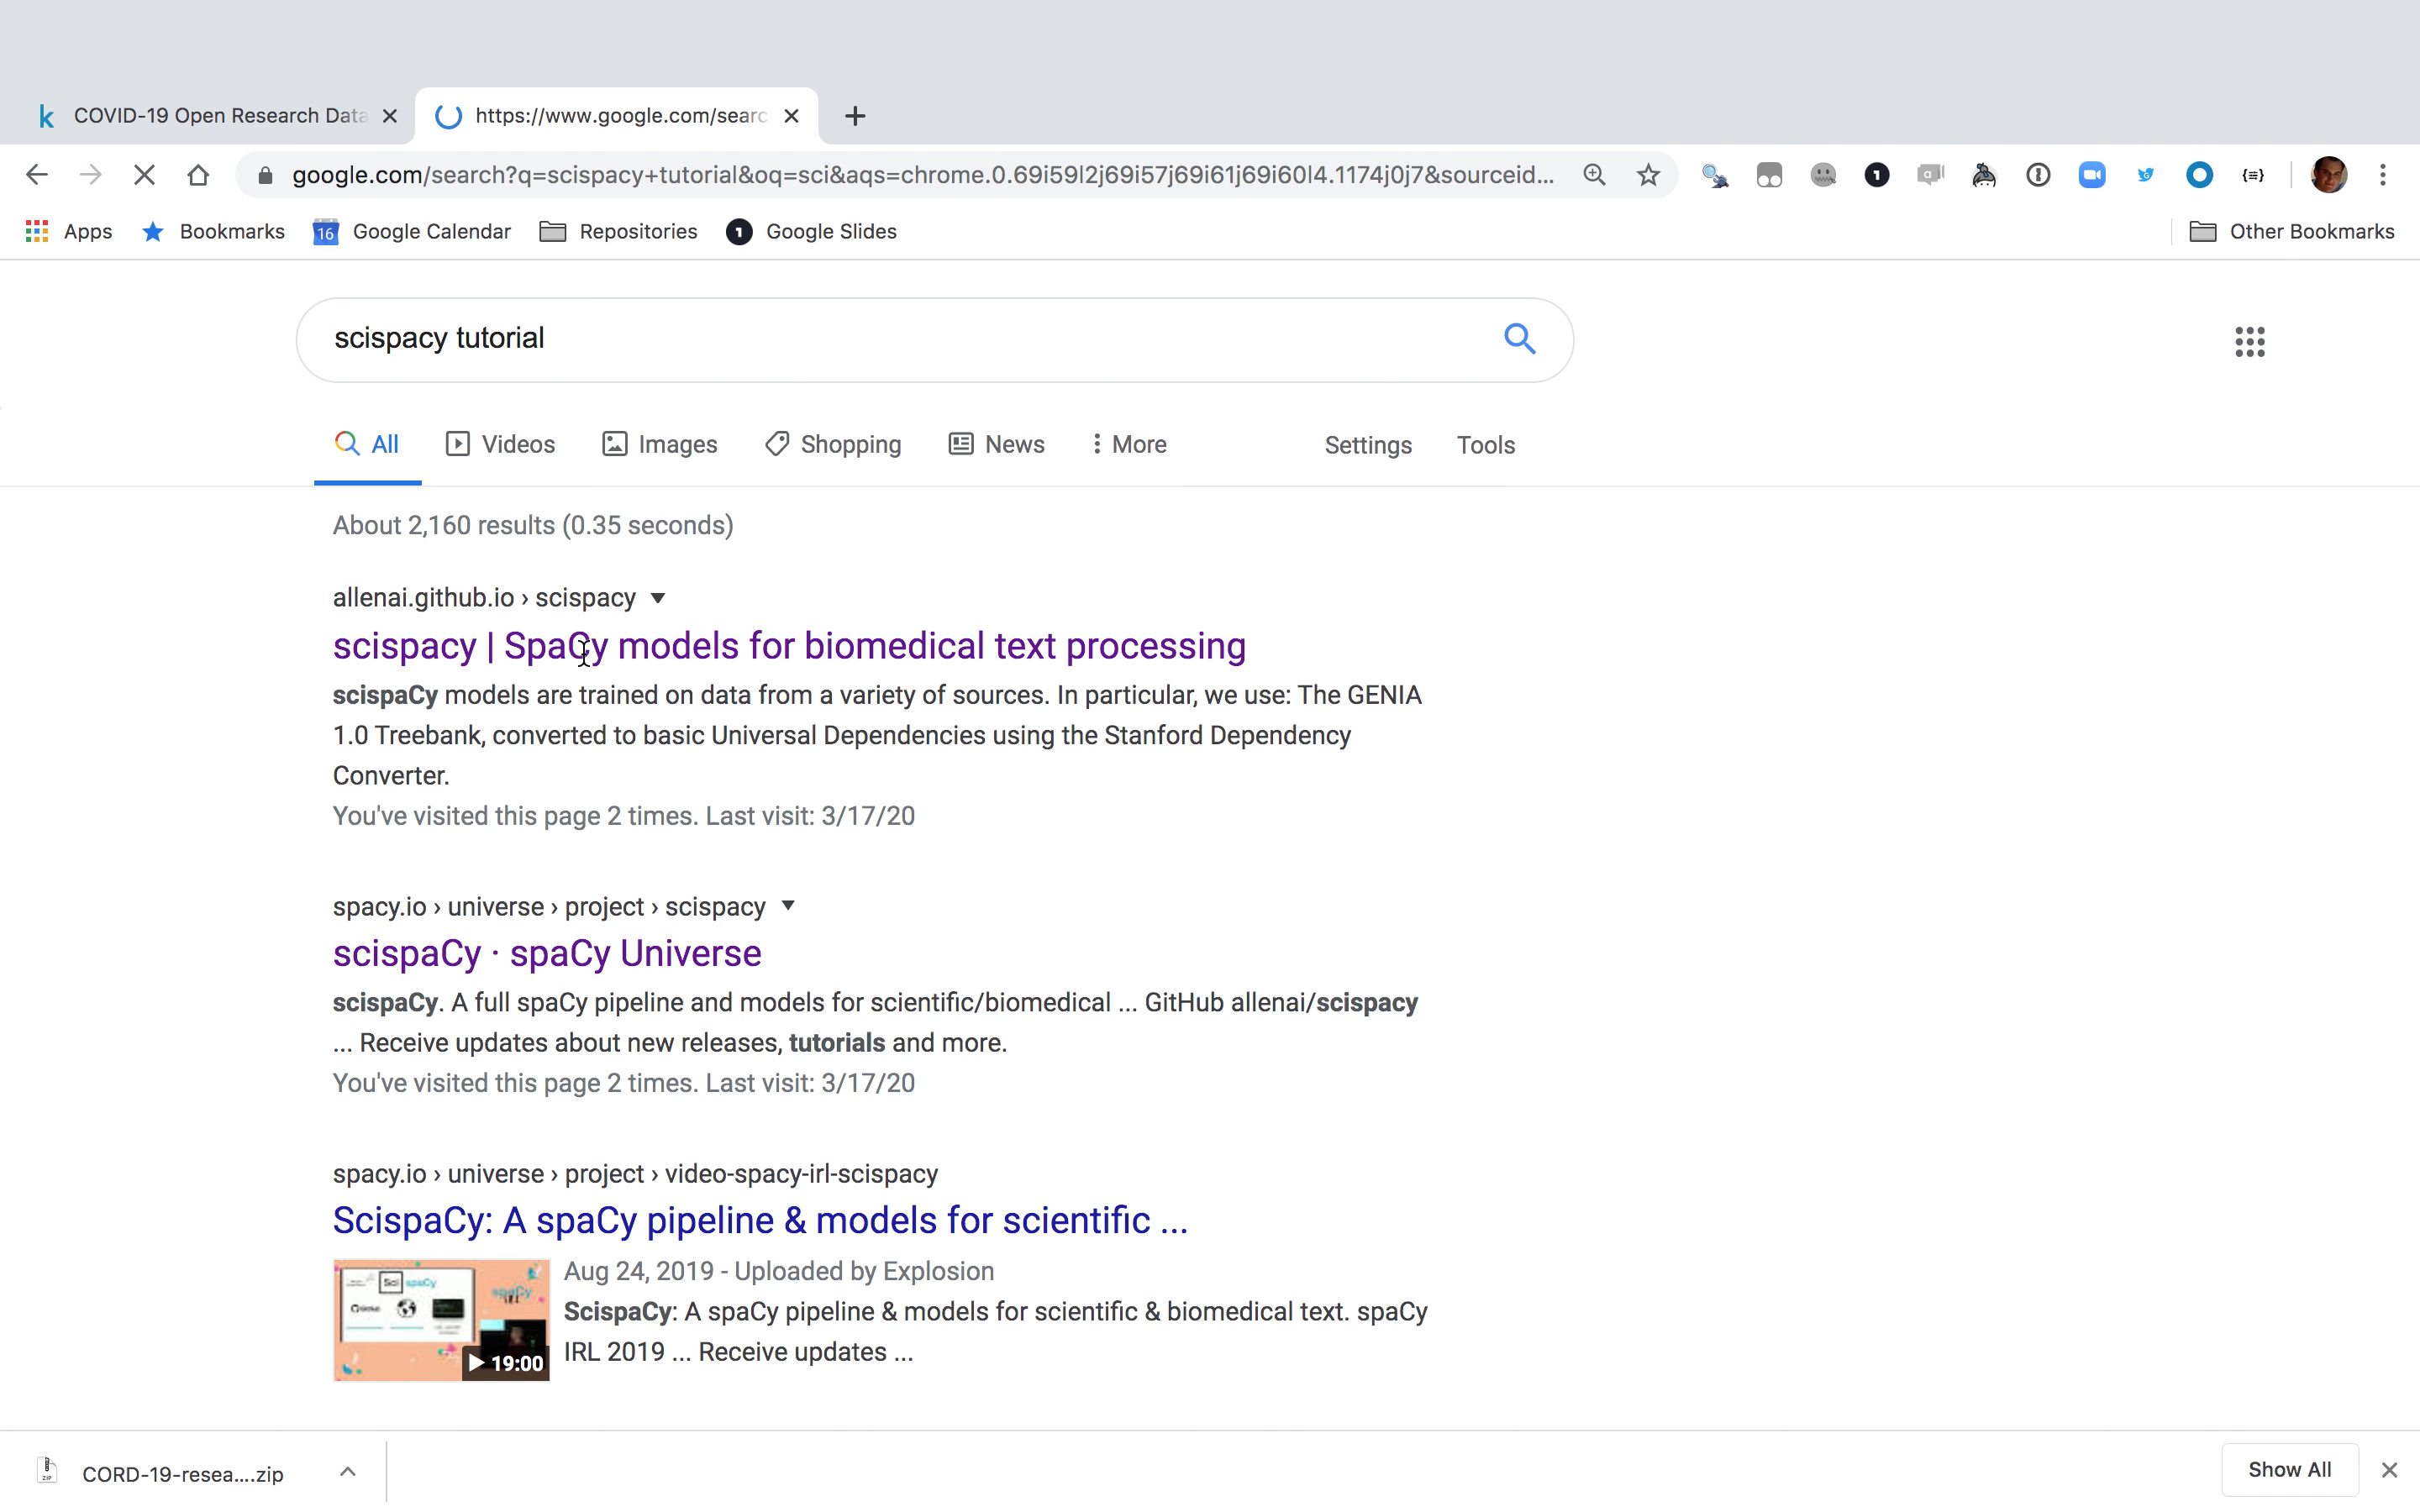 COVID-19 Open Research Data
https://www.google.com/searc
google.com/search?q=scispacy+tutorial&oq=sci&aqs=chrome.0.69i59l2j69i57j69i61j69i60l4.1174j0j7&sourceid...
Apps
Bookmarks
16
Google Calendar
Repositories
Google Slides
Other Bookmarks
scispacy tutorial
All
Videos
Images
Shopping
News
More
Settings
Tools
About 2,160 results (0.35 seconds)
allenai.github.io › scispacy
scispacy | SpaCy models for biomedical text processing
scispaCy models are trained on data from a variety of sources. In particular, we use: The GENIA
1.0 Treebank, converted to basic Universal Dependencies using the Stanford Dependency
Converter.
You've visited this page 2 times. Last visit: 3/17/20
spacy.io › universe › project › scispacy
scispaCy · spaCy Universe
scispaCy. A full spaCy pipeline and models for scientific/biomedical ... GitHub allenai/scispacy
... Receive updates about new releases, tutorials and more.
You've visited this page 2 times. Last visit: 3/17/20
spacy.io › universe › project › video-spacy-irl-scispacy
ScispaCy: A spaCy pipeline & models for scientific ...
Sci spaCy
spaCy
19:00
Aug 24, 2019 - Uploaded by Explosion
ScispaCy: A spaCy pipeline & models for scientific & biomedical text. spaCy
IRL 2019 ... Receive updates ...
ZIP
CORD-19-resea....zip
Show All